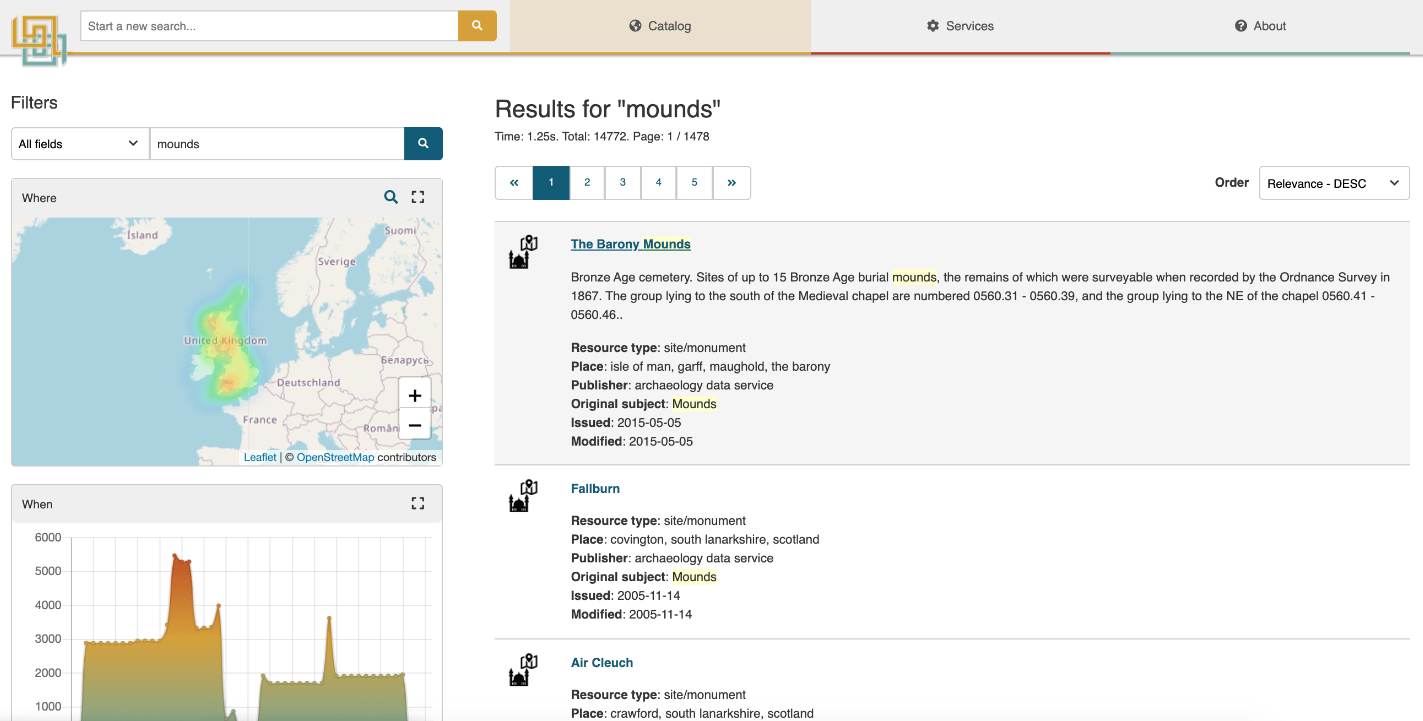 Start a new search...
Catalog
Services
About
Filters
All fields
mounds
Where
Ísland
Suomi
Sverige
United Kingdom
Беларусь
Deutschland
France
Român
+
−
Leaflet | © OpenStreetMap contributors
When
6000
5000
4000
3000
2000
1000
Results for "mounds"
Time: 1.25s. Total: 14772. Page: 1 / 1478
« 1 2 3 4 5 »
Order
Relevance - DESC
The Barony Mounds
Bronze Age cemetery. Sites of up to 15 Bronze Age burial mounds, the remains of which were surveyable when recorded by the Ordnance Survey in
1867. The group lying to the south of the Medieval chapel are numbered 0560.31 - 0560.39, and the group lying to the NE of the chapel 0560.41 -
0560.46..
Resource type: site/monument
Place: isle of man, garff, maughold, the barony
Publisher: archaeology data service
Original subject: Mounds
Issued: 2015-05-05
Modified: 2015-05-05
Fallburn
Resource type: site/monument
Place: covington, south lanarkshire, scotland
Publisher: archaeology data service
Original subject: Mounds
Issued: 2005-11-14
Modified: 2005-11-14
Air Cleuch
Resource type: site/monument
Place: crawford, south lanarkshire, scotland